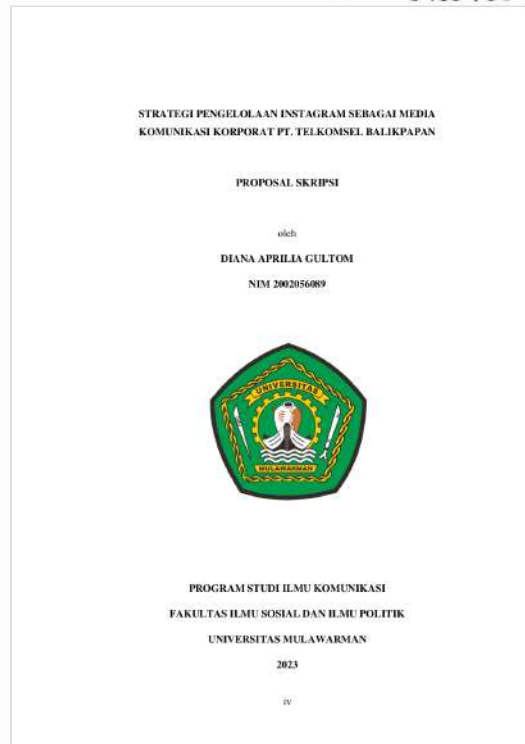 STRATEGI PENGELOLAAN INSTAGRAM SEBAGAI MEDIA
KOMUNIKASI KORPORAT PT. TELKOMSEL BALIKPAPAN
PROPOSAL SKRIPSI
oleh
DIANA APRILIA GULTOM
NIM 2002056089
UNIVERSITAS
MULAWARMAN
PROGRAM STUDI ILMU KOMUNIKASI
FAKULTAS ILMU SOSIAL DAN ILMU POLITIK
UNIVERSITAS MULAWARMAN
2023
iv